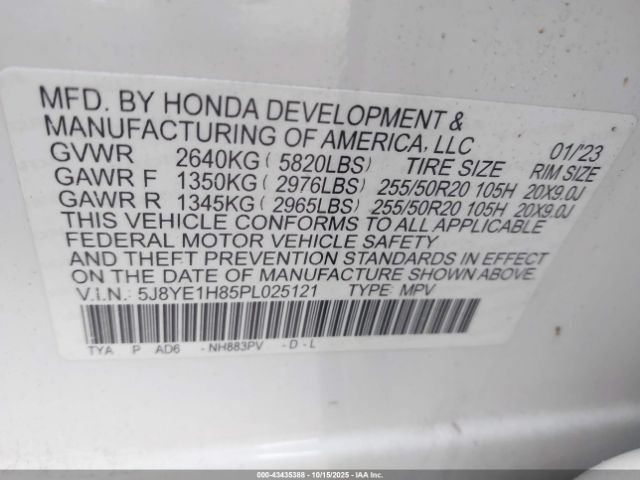 MFD. BY HONDA DEVELOPMENT &
MANUFACTURING OF AMERICA, LLC 01/'23
GVWR 2640KG ( 5820LBS) TIRE SIZE RIM SIZE
GAWR F 1350KG ( 2976LBS) 255/50R20 105H 20X9.0J
GAWR R 1345KG ( 2965LBS) 255/50R20 105H 20X9.0J
THIS VEHICLE CONFORMS TO ALL APPLICABLE
FEDERAL MOTOR VEHICLE SAFETY
AND THEFT PREVENTION STANDARDS IN EFFECT
ON THE DATE OF MANUFACTURE SHOWN ABOVE
V.I.N.: 5J8YE1H85PL025121 TYPE: MPV
TYA P AD6 -NH883PV -D-L
000-43435388 | 10/15/2025 - IAA, Inc. - COPYRIGHT